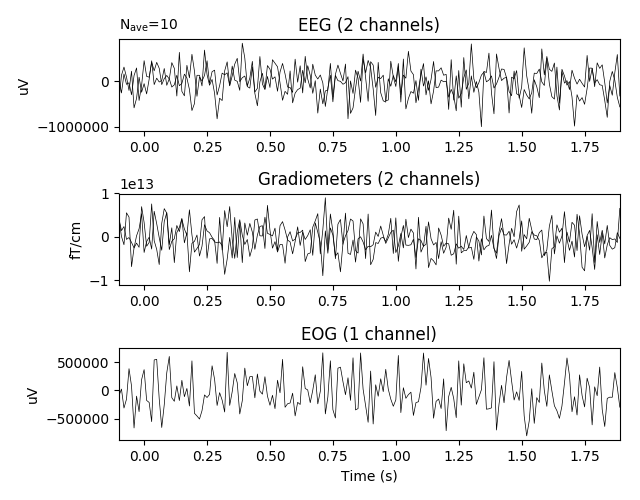 N_ave=10
EEG (2 channels)
uV
0
−1000000
0.00 0.25 0.50 0.75 1.00 1.25 1.50 1.75
1e13
Gradiometers (2 channels)
fT/cm
1
0
−1
0.00 0.25 0.50 0.75 1.00 1.25 1.50 1.75
EOG (1 channel)
uV
500000
0
−500000
0.00 0.25 0.50 0.75 1.00 1.25 1.50 1.75
Time (s)